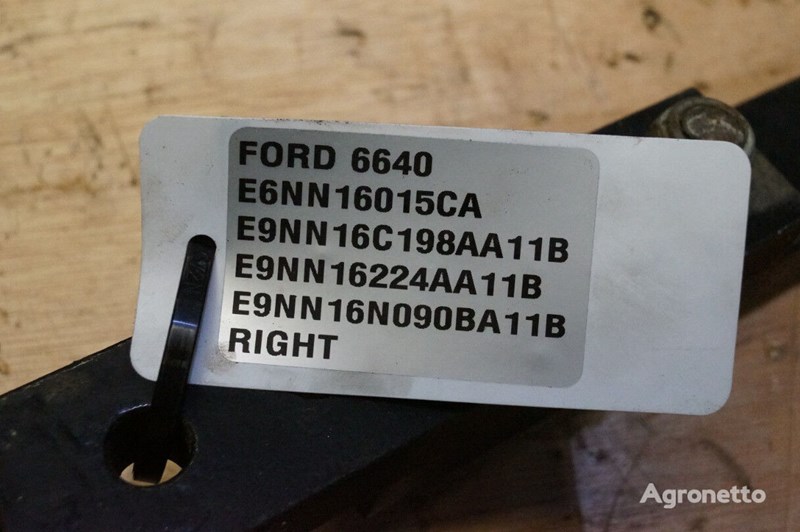 FORD 6640
E6NN16015CA
E9NN16C198AA11B
E9NN16224AA11B
E9NN16N090BA11B
RIGHT
Agronetto